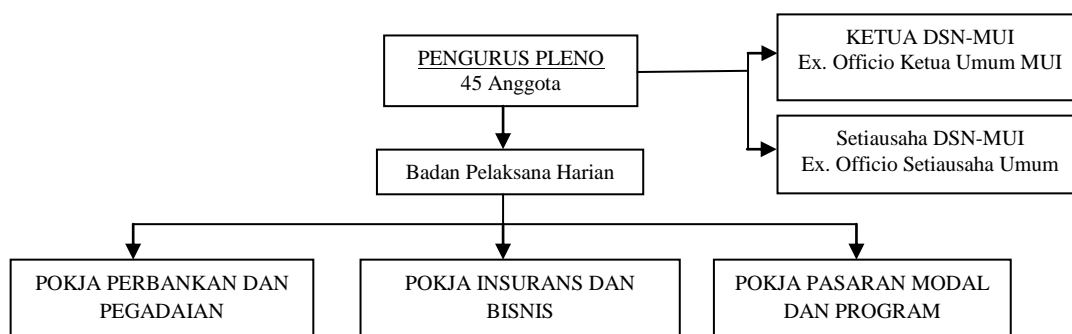 PENGURUS PLENO
45 Anggota
KETUA DSN-MUI
Ex. Officio Ketua Umum MUI
Setiausaha DSN-MUI
Ex. Officio Setiausaha Umum
Badan Pelaksana Harian
POKJA PERBANKAN DAN
PEGADAIAN
POKJA INSURANS DAN
BISNIS
POKJA PASARAN MODAL
DAN PROGRAM